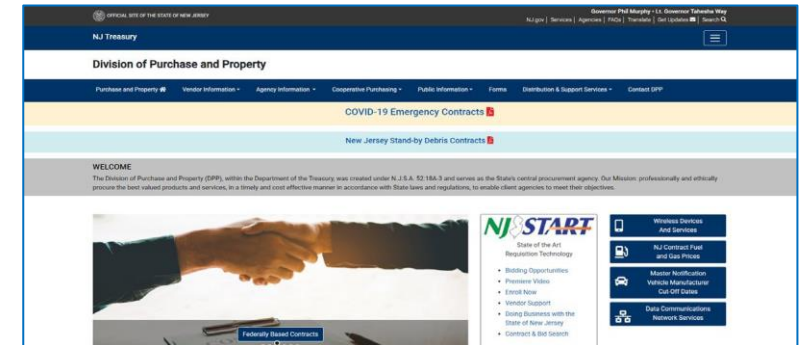 OFFICIAL SITE OF THE STATE OF NEW JERSEY
Governor Phil Murphy • Lt. Governor Tahesha Way
NJ.gov | Services | Agencies | FAQs | Translate | Get Updates | Search
NJ Treasury
Division of Purchase and Property
Purchase and Property Vendor Information Agency Information Cooperative Purchasing Public Information Forms Distribution & Support Services Contact DPP
COVID-19 Emergency Contracts
New Jersey Stand-by Debris Contracts
WELCOME
The Division of Purchase and Property (DPP), within the Department of the Treasury, was created under N.J.S.A. 52:18A-3 and serves as the State's central procurement agency. Our Mission: professionally and ethically
procure the best valued products and services, in a timely and cost effective manner in accordance with State laws and regulations, to enable client agencies to meet their objectives.
Federally Based Contracts
NJSTART
State of the Art
Requisition Technology
• Bidding Opportunities
• Premiere Video
• Enroll Now
• Vendor Support
• Doing Business with the
State of New Jersey
• Contract & Bid Search
Wireless Devices
And Services
NJ Contract Fuel
and Gas Prices
Master Notification
Vehicle Manufacturer
Cut-Off Dates
Data Communications
Network Services